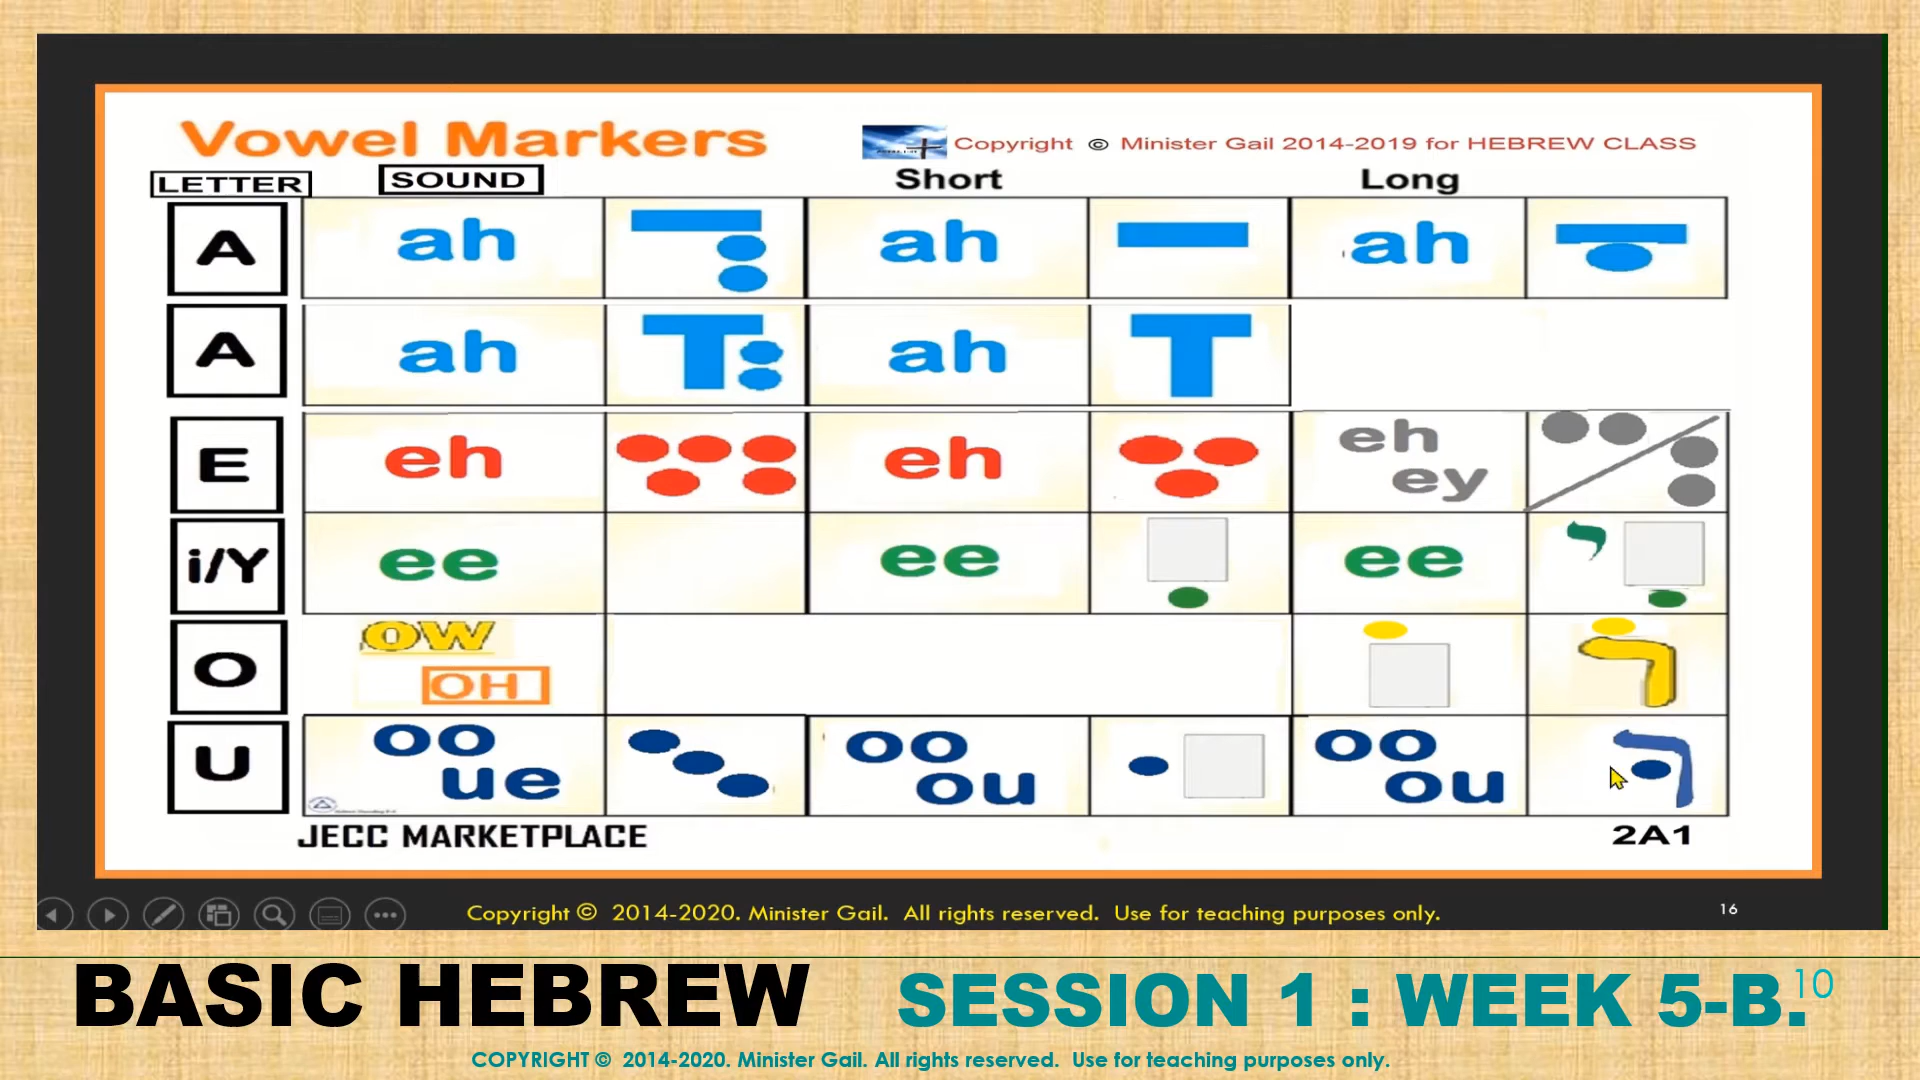 Vowel Markers
Copyright © Minister Gail 2014-2019 for HEBREW CLASS
LETTER SOUND Short Long
A ah ah ah
A ah ah
E eh eh eh
ey
i/Y ee ee ee
O ow
OH
U oo oo oo
ue ou ou
JECC MARKETPLACE 2A1
Copyright © 2014-2020. Minister Gail. All rights reserved. Use for teaching purposes only. 16
BASIC HEBREW SESSION 1 : WEEK 5-B. 10
COPYRIGHT © 2014-2020. Minister Gail. All rights reserved. Use for teaching purposes only.